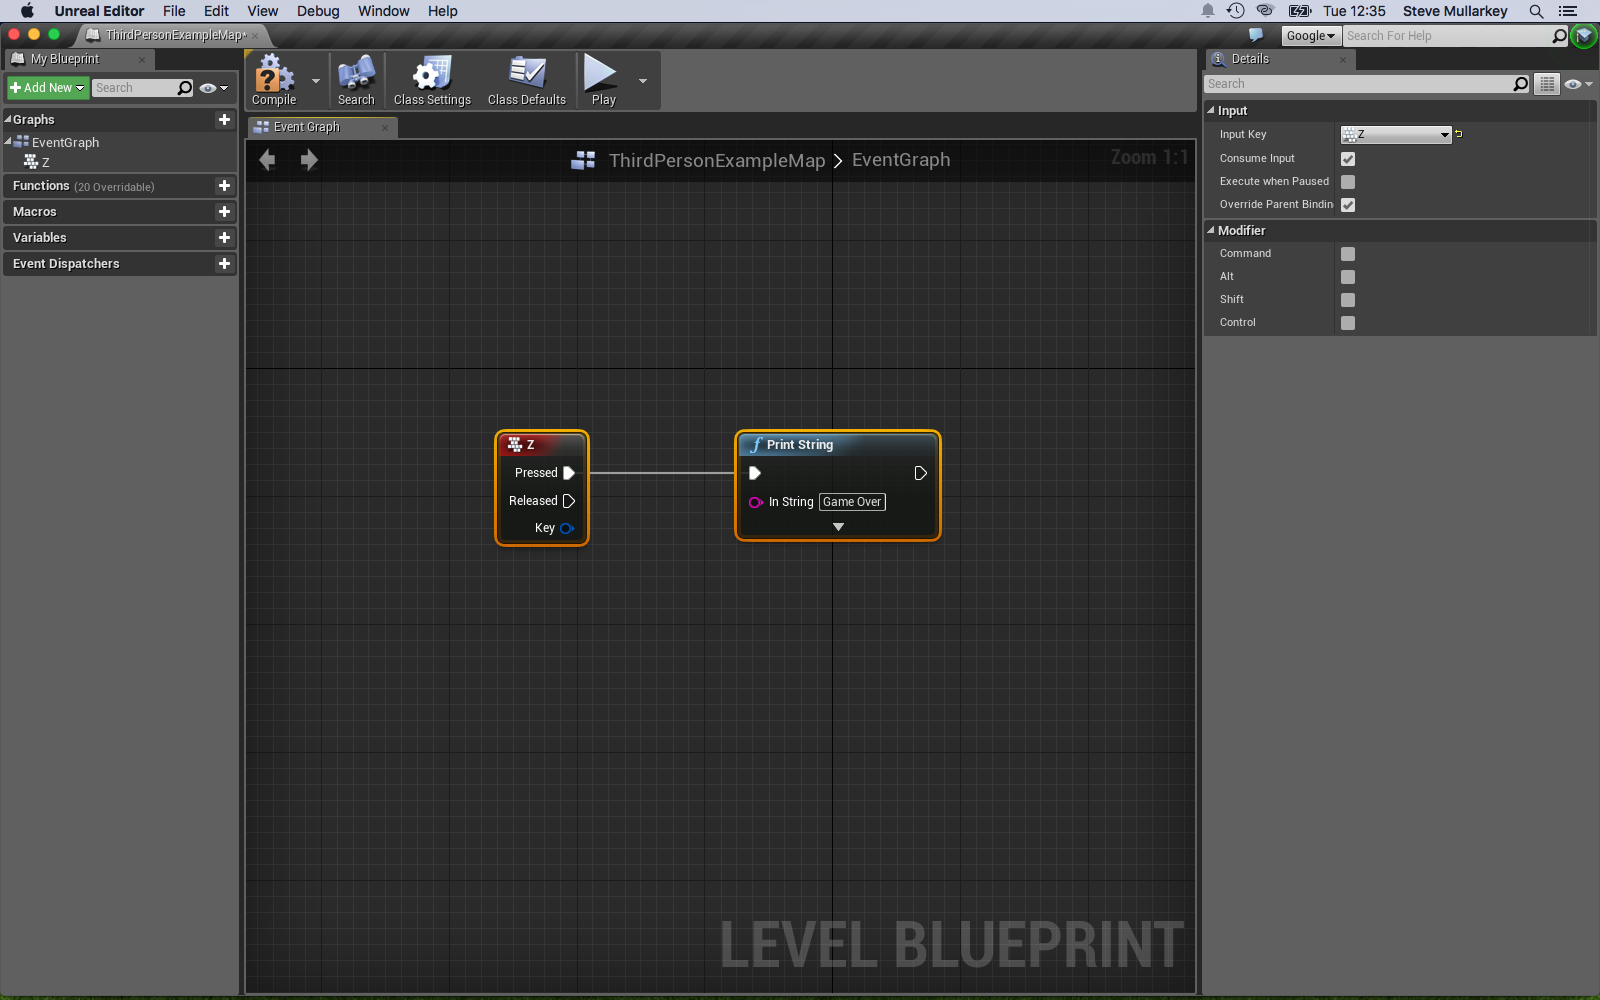 Unreal Editor File Edit View Debug Window Help Tue 12:35 Steve Mullarkey
ThirdPersonExampleMap* Google Search For Help
My Blueprint
Add New Search
Graphs
EventGraph
Z
Functions (20 Overridable)
Macros
Variables
Event Dispatchers
Compile Search Class Settings Class Defaults Play
Event Graph
ThirdPersonExampleMap > EventGraph Zoom 1:1
Z
Pressed
Released
Key
Print String
In String Game Over
LEVEL BLUEPRINT
Details
Search
Input
Input Key Z
Consume Input
Execute when Paused
Override Parent Bindin
Modifier
Command
Alt
Shift
Control